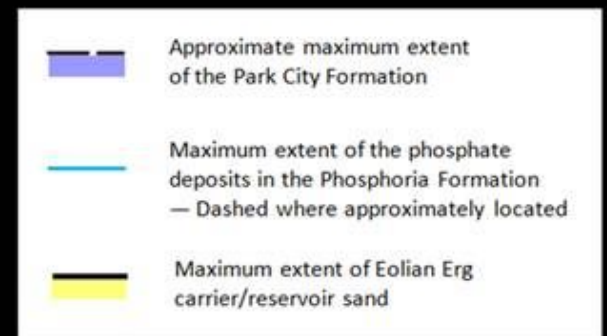 Approximate maximum extent
of the Park City Formation
Maximum extent of the phosphate
deposits in the Phosphoria Formation
— Dashed where approximately located
Maximum extent of Eolian Erg
carrier/reservoir sand